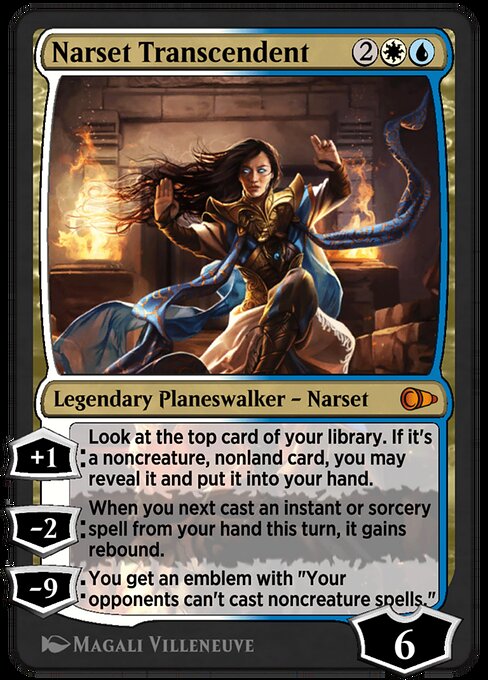 Narset Transcendent 2
Legendary Planeswalker – Narset
+1
Look at the top card of your library. If it's
a noncreature, nonland card, you may
reveal it and put it into your hand.
–2
When you next cast an instant or sorcery
spell from your hand this turn, it gains
rebound.
–9
You get an emblem with "Your
opponents can't cast noncreature spells."
Magali Villeneuve
6